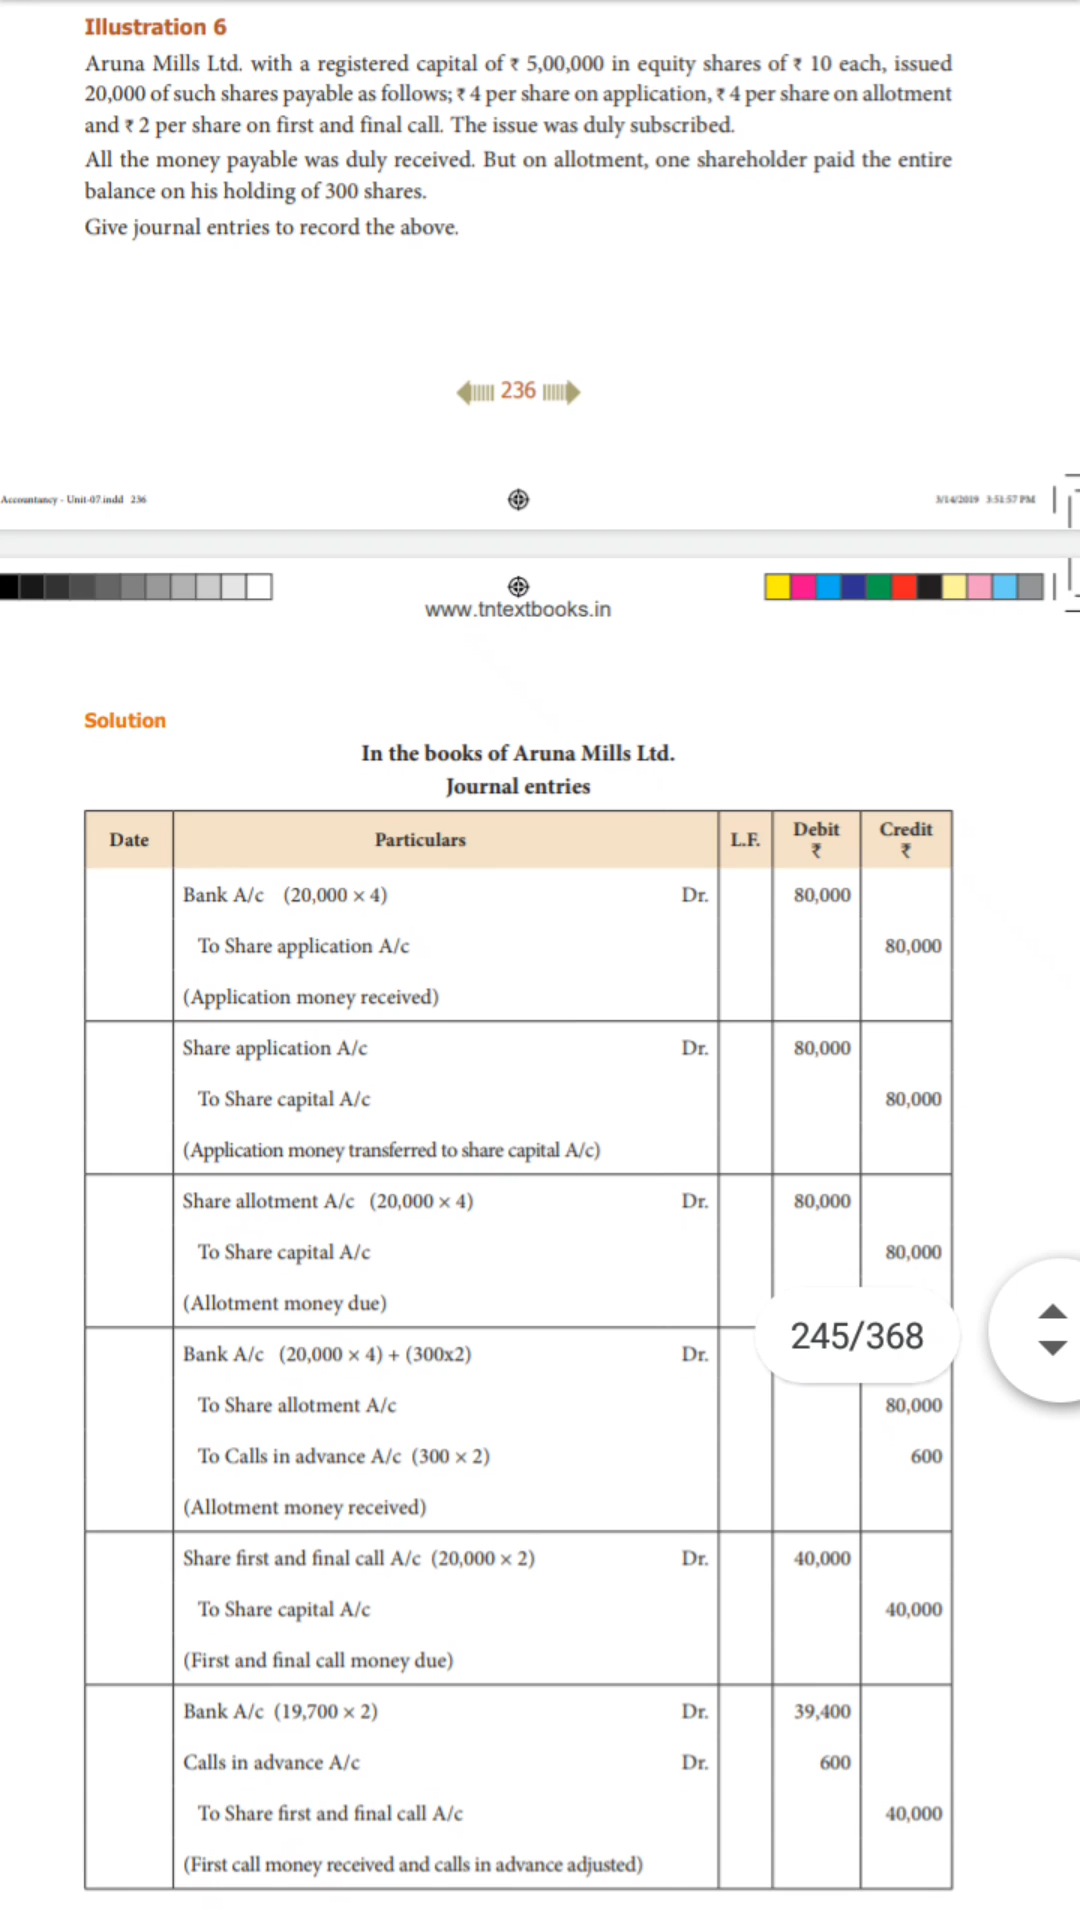 Illustration 6
Aruna Mills Ltd. with a registered capital of ₹ 5,00,000 in equity shares of ₹ 10 each, issued
20,000 of such shares payable as follows; ₹ 4 per share on application, ₹ 4 per share on allotment
and ₹ 2 per share on first and final call. The issue was duly subscribed.
All the money payable was duly received. But on allotment, one shareholder paid the entire
balance on his holding of 300 shares.
Give journal entries to record the above.
236
Accountancy - Unit-07.indd 236
3/14/2019 3:51:57 PM
www.tntextbooks.in
Solution
In the books of Aruna Mills Ltd.
Journal entries
Date Particulars L.F. Debit ₹ Credit ₹
Bank A/c (20,000 × 4) Dr. 80,000
To Share application A/c 80,000
(Application money received)
Share application A/c Dr. 80,000
To Share capital A/c 80,000
(Application money transferred to share capital A/c)
Share allotment A/c (20,000 × 4) Dr. 80,000
To Share capital A/c 80,000
(Allotment money due)
245/368
Bank A/c (20,000 × 4) + (300x2) Dr.
To Share allotment A/c 80,000
To Calls in advance A/c (300 × 2) 600
(Allotment money received)
Share first and final call A/c (20,000 × 2) Dr. 40,000
To Share capital A/c 40,000
(First and final call money due)
Bank A/c (19,700 × 2) Dr. 39,400
Calls in advance A/c Dr. 600
To Share first and final call A/c 40,000
(First call money received and calls in advance adjusted)